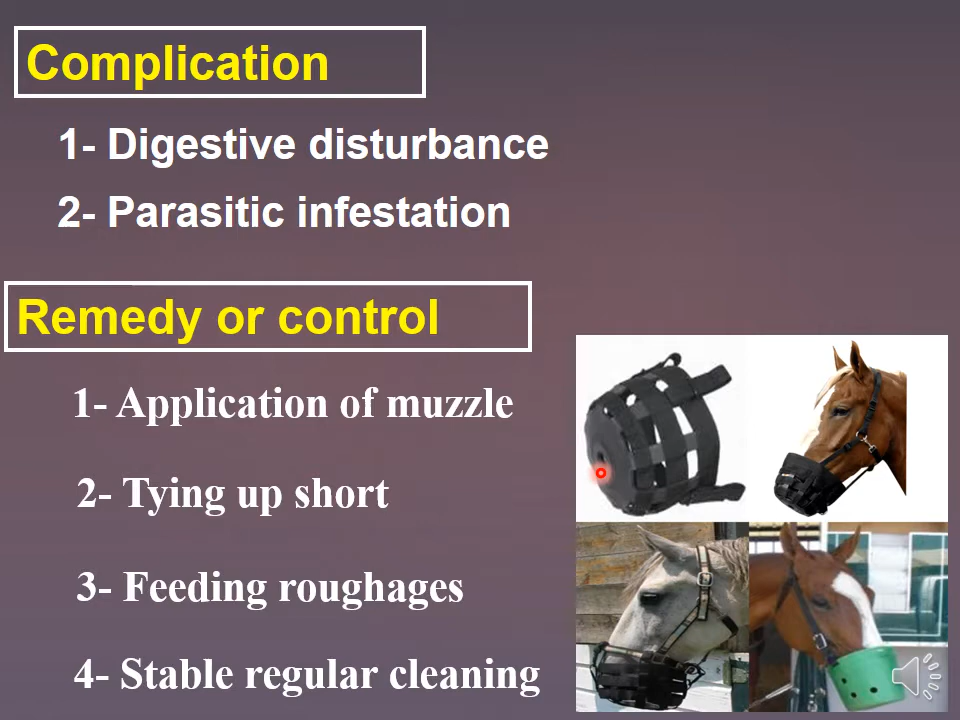 Complication
1- Digestive disturbance
2- Parasitic infestation
Remedy or control
1- Application of muzzle
2- Tying up short
3- Feeding roughages
4- Stable regular cleaning